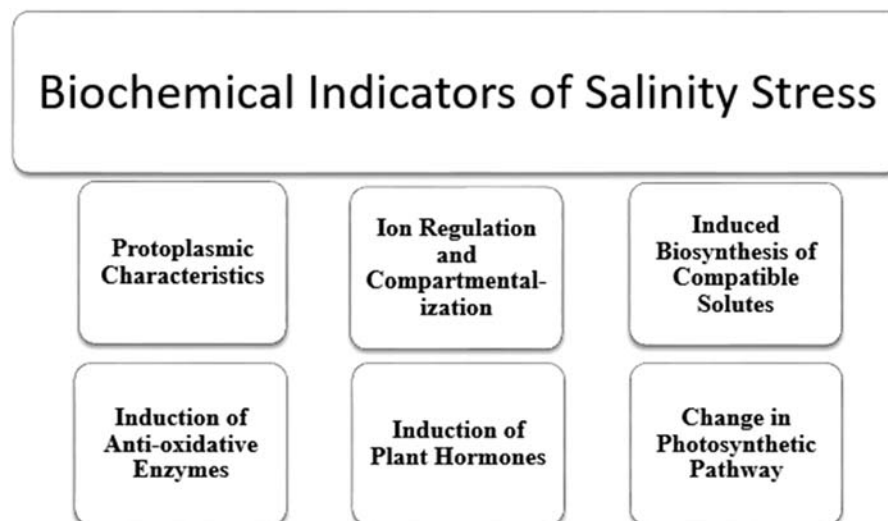 Biochemical Indicators of Salinity Stress
Protoplasmic
Characteristics
Ion Regulation
and
Compartmental-
ization
Induced
Biosynthesis of
Compatible
Solutes
Induction of
Anti-oxidative
Enzymes
Induction of
Plant Hormones
Change in
Photosynthetic
Pathway